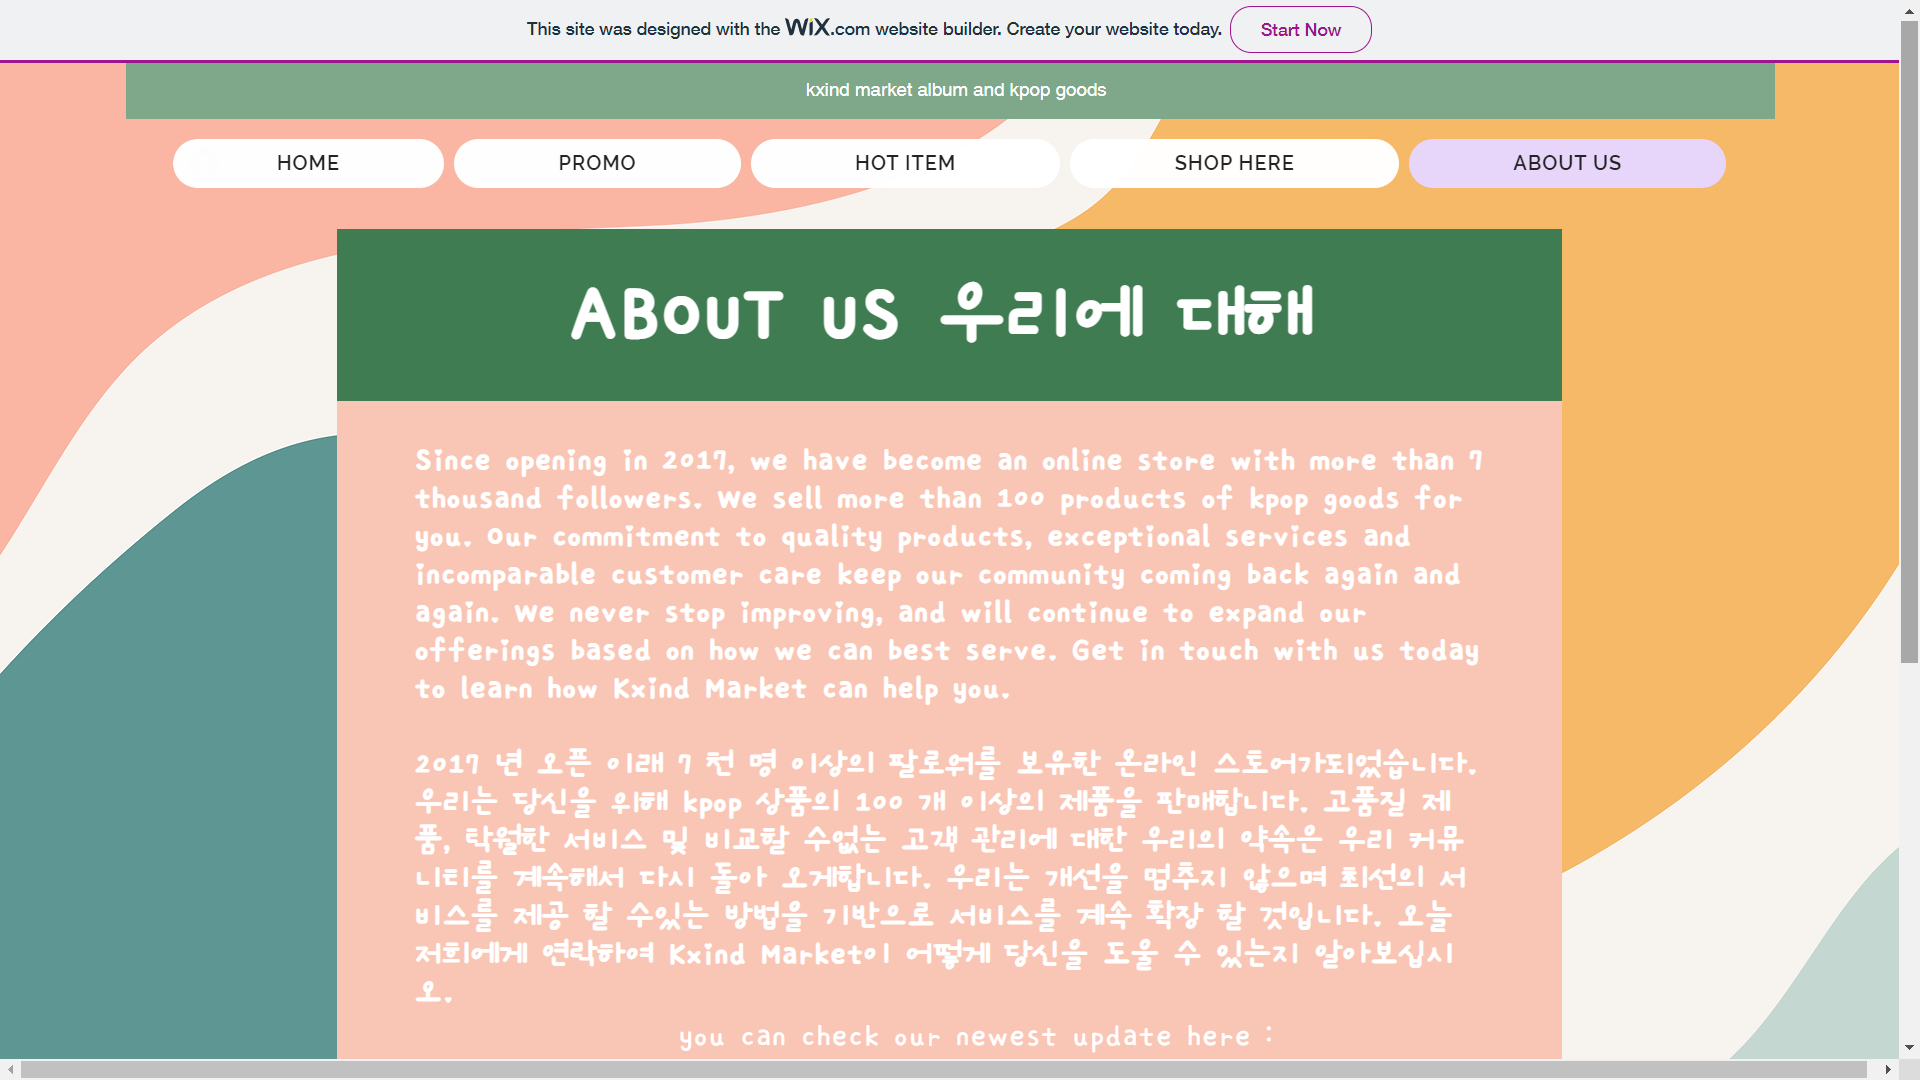 This site was designed with the WiX.com website builder. Create your website today. Start Now
kxind market album and kpop goods
HOME PROMO HOT ITEM SHOP HERE ABOUT US
ABOUT US 우리에 대해
Since opening in 2017, we have become an online store with more than 7
thousand followers. We sell more than 100 products of kpop goods for
you. Our commitment to quality products, exceptional services and
incomparable customer care keep our community coming back again and
again. We never stop improving, and will continue to expand our
offerings based on how we can best serve. Get in touch with us today
to learn how Kxind Market can help you.
2017 년 오픈 이래 7 천 명 이상의 팔로워를 보유한 온라인 스토어가되었습니다.
우리는 당신을 위해 kpop 상품의 100 개 이상의 제품을 판매합니다. 고품질 제
품, 탁월한 서비스 및 비교할 수없는 고객 관리에 대한 우리의 약속은 우리 커뮤
니티를 계속해서 다시 돌아 오게합니다. 우리는 개선을 멈추지 않으며 최선의 서
비스를 제공 할 수있는 방법을 기반으로 서비스를 계속 확장 할 것입니다. 오늘
저희에게 연락하여 Kxind Market이 어떻게 당신을 도울 수 있는지 알아보십시
오.
you can check our newest update here :